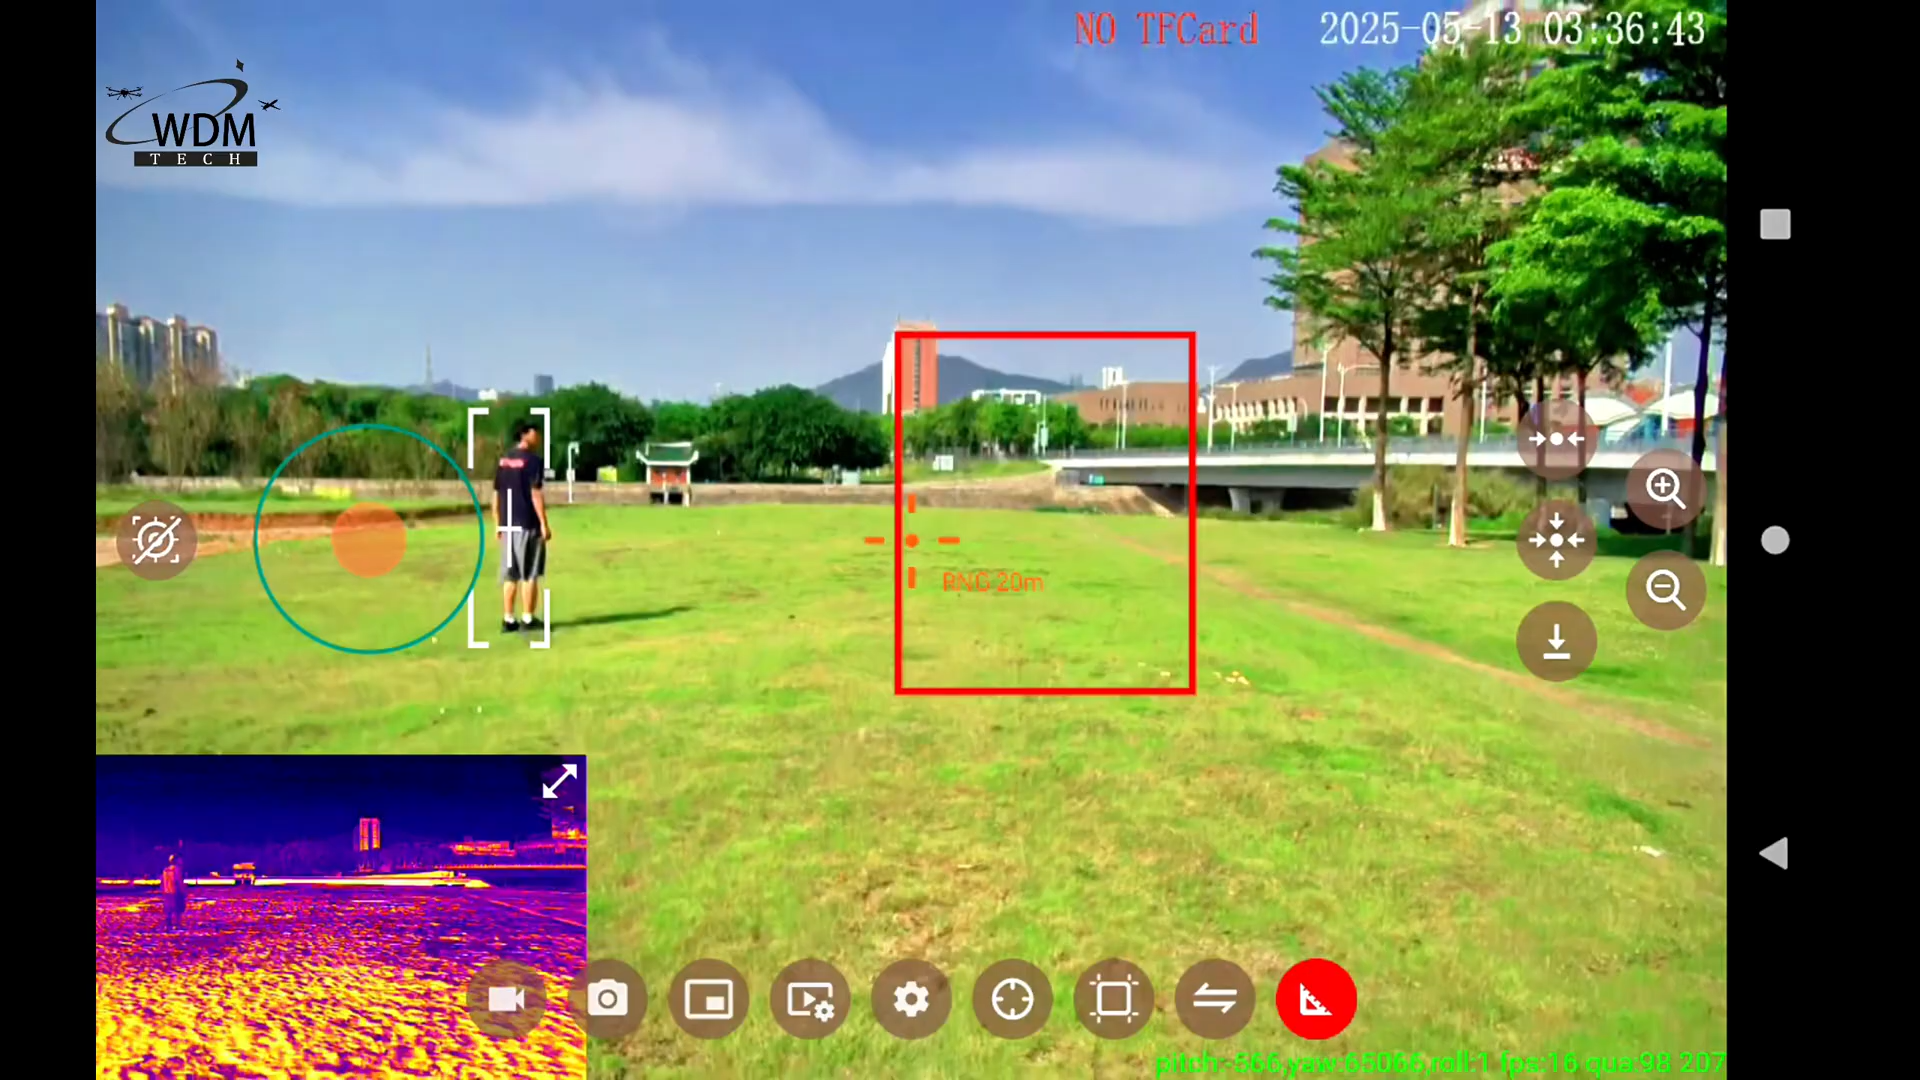 NO TFCard 2025-05-13 03:36:43
WDM
TECH
RNG 20m
pitch:-566,yaw:65066,roll:1 fps:16 qua:98 207